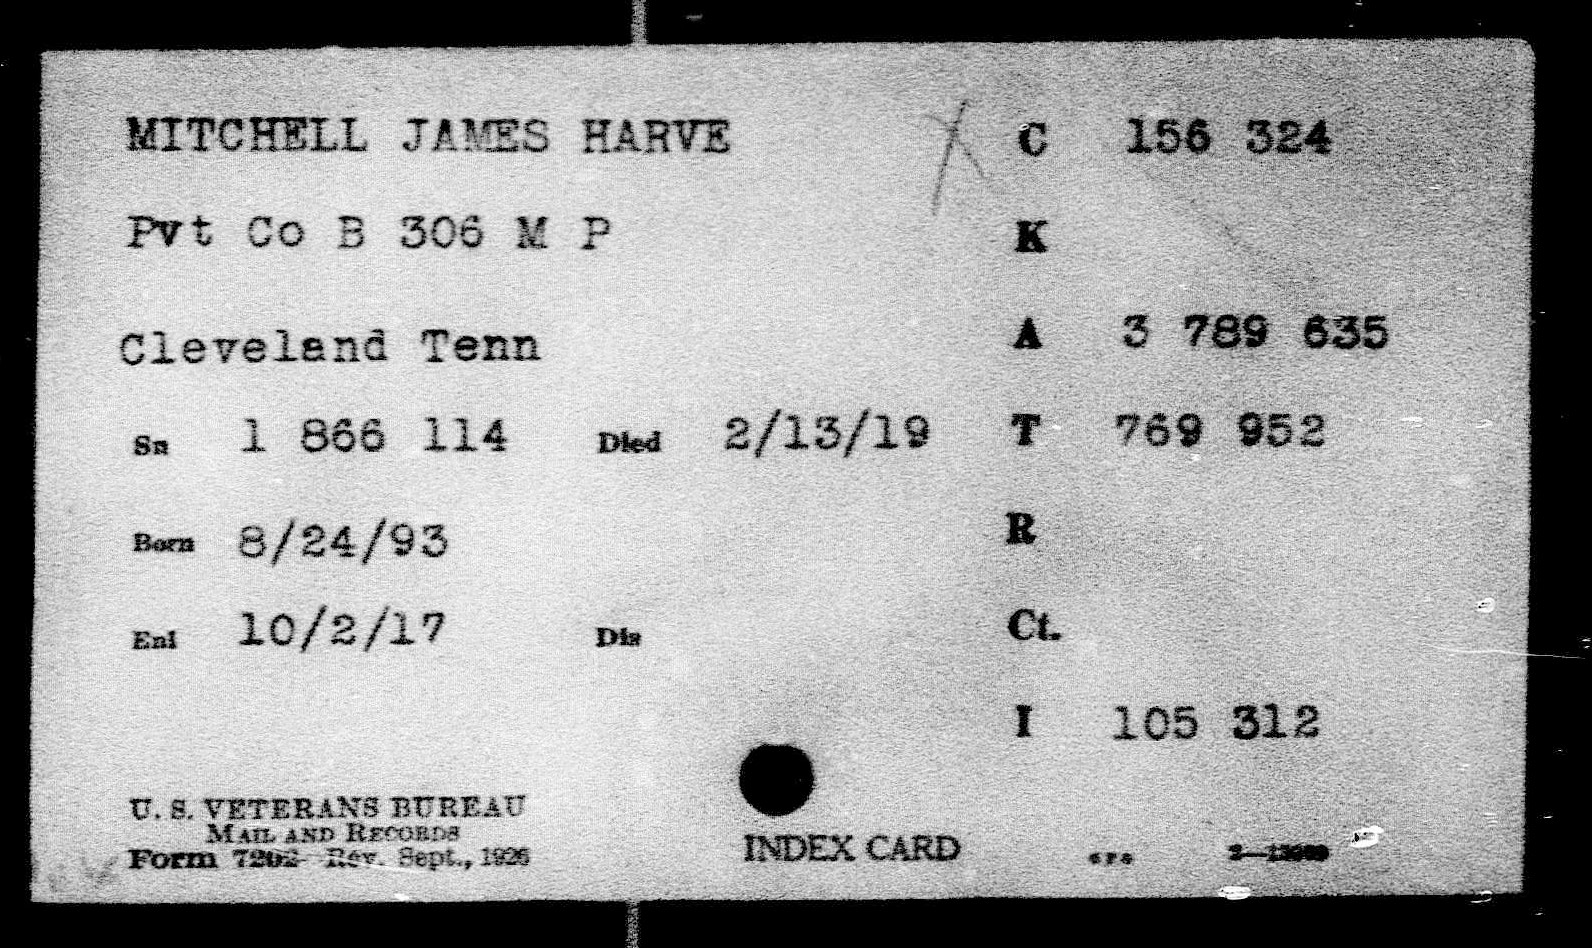 MITCHELL JAMES HARVE
C 156 324
Pvt Co B 306 M P
K
Cleveland Tenn
A 3 789 635
Sn 1 866 114 Died 2/13/19
T 769 952
Born 8/24/93
R
Enl 10/2/17 Dis
Ct.
I 105 312
U. S. VETERANS BUREAU
MAIL AND RECORDS
Form 7202 Rev. Sept., 1926
INDEX CARD
GPO